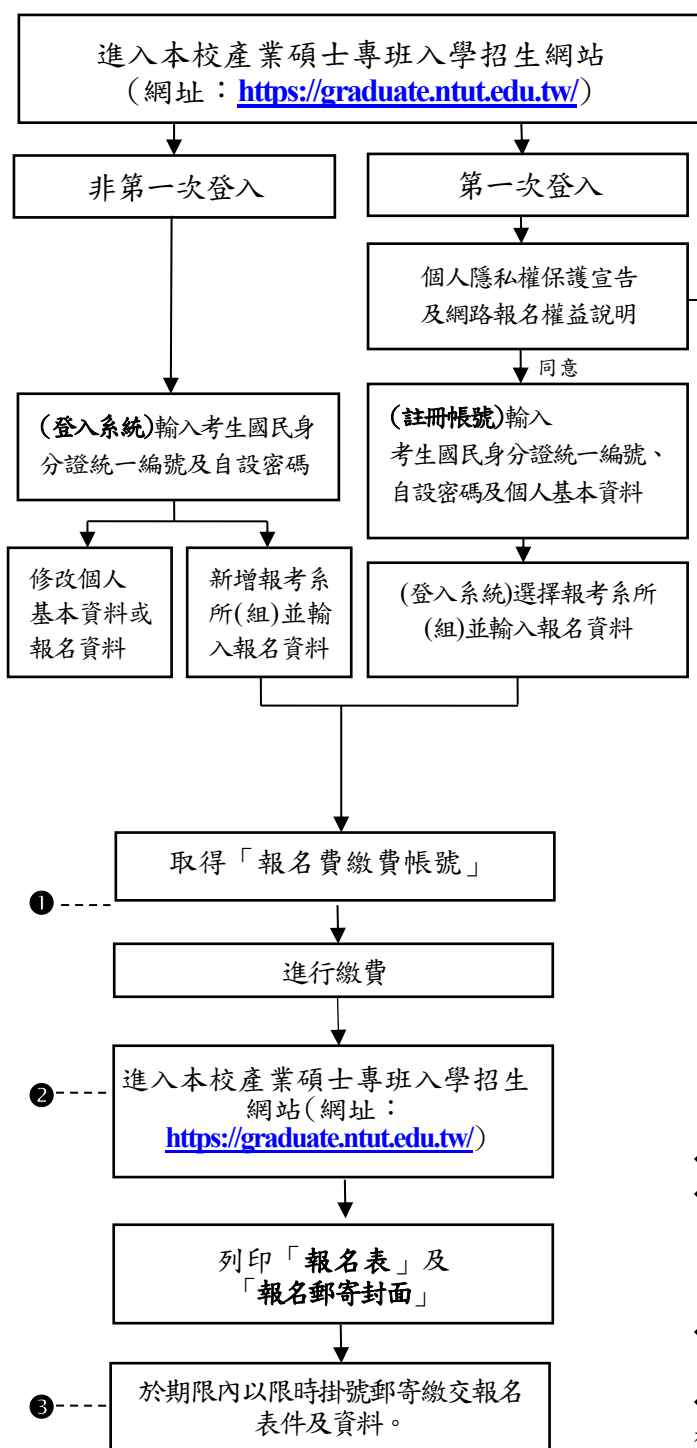 進入本校產業碩士專班入學招生網站
(網址：https://graduate.ntut.edu.tw/)
非第一次登入
第一次登入
個人隱私權保護宣告
及網路報名權益說明
同意
(登入系統)輸入考生國民身
分證統一編號及自設密碼
(註冊帳號)輸入
考生國民身分證統一編號、
自設密碼及個人基本資料
修改個人
基本資料或
報名資料
新增報考系
所(組)並輸
入報名資料
(登入系統)選擇報考系所
(組)並輸入報名資料
取得「報名費繳費帳號」
❶
進行繳費
❷
進入本校產業碩士專班入學招生
網站(網址：
https://graduate.ntut.edu.tw/)
列印「報名表」及
「報名郵寄封面」
❸
於期限內以限時掛號郵寄繳交報名
表件及資料。